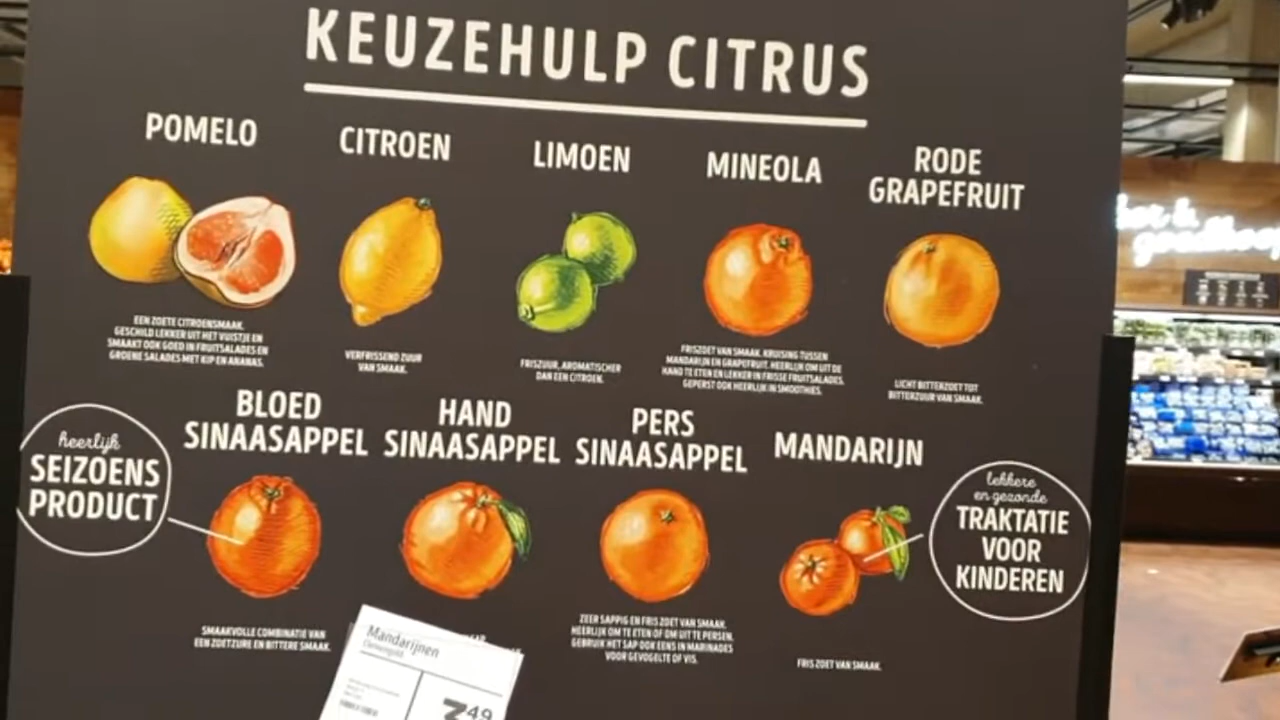 KEUZEHULP CITRUS
POMELO
EEN ZOETE CITROENSMAAK.
GESCHILD LEKKER UIT HET VUISTJE EN
SMAAKT OOK GOED IN FRUITSALADES EN
GROENE SALADES MET KIP EN ANANAS.
CITROEN
VERFRISSEND ZUUR
VAN SMAAK.
LIMOEN
FRISZUUR, AROMATISCHER
DAN EEN CITROEN.
MINEOLA
FRISZOET VAN SMAAK. KRUISING TUSSEN
MANDARIJN EN GRAPEFRUIT. HEERLIJK OM UIT DE
HAND TE ETEN EN LEKKER IN FRISSE FRUITSALADES.
GEPERST OOK HEERLIJK IN SMOOTHIES.
RODE
GRAPEFRUIT
LICHT BITTERZOET TOT
BITTERZUUR VAN SMAAK.
heerlijk
SEIZOENS
PRODUCT
BLOED
SINAASAPPEL
SMAAKVOLLE COMBINATIE VAN
EEN ZOETZURE EN BITTERE SMAAK.
HAND
SINAASAPPEL
PERS
SINAASAPPEL
ZEER SAPPIG EN FRIS ZOET VAN SMAAK.
HEERLIJK OM TE ETEN OF OM UIT TE PERSEN.
GEBRUIK HET SAP OOK EENS IN MARINADES
VOOR GEVOGELTE OF VIS.
MANDARIJN
FRIS ZOET VAN SMAAK.
lekkere
en gezonde
TRAKTATIE
VOOR
KINDEREN
Mandarijnen